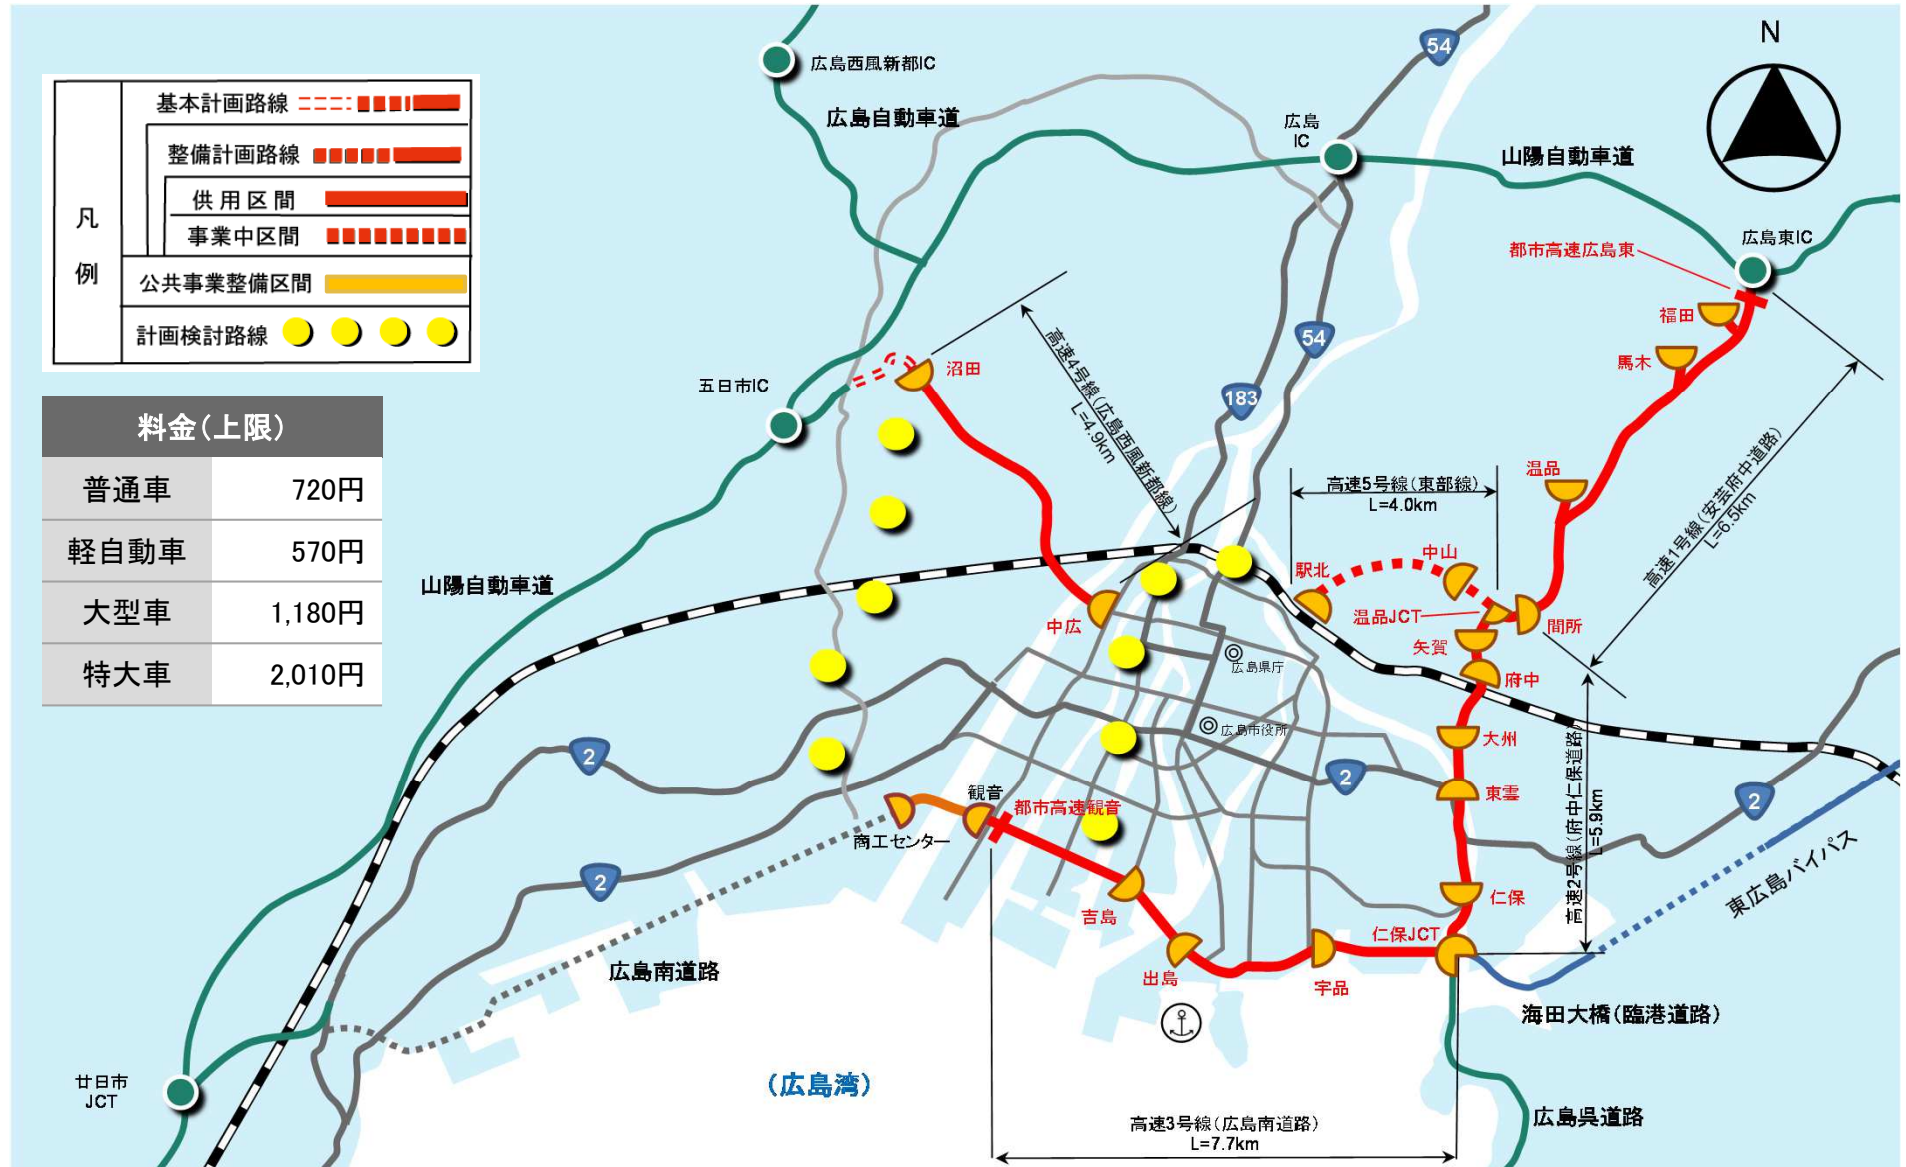 凡
例
基本計画路線
整備計画路線
供用区間
事業中区間
公共事業整備区間
計画検討路線
料金（上限）
普通車 720円
軽自動車 570円
大型車 1,180円
特大車 2,010円
N
広島西風新都IC
広島自動車道
54
広島
IC
山陽自動車道
広島東IC
都市高速広島東
福田
馬木
54
183
沼田
五日市IC
高速4号線（広島西風新都線）
L=4.9km
高速5号線（東部線）
L=4.0km
温品
高速1号線（安芸府中道路）
L=6.5km
山陽自動車道
駅北
中山
温品JCT
間所
矢賀
府中
中広
広島県庁
広島市役所
大州
2
2
2
東雲
高速2号線（府中仁保道路）
L=5.9km
観音
都市高速観音
商工センター
2
吉島
仁保
仁保JCT
東広島バイパス
広島南道路
出島
宇品
海田大橋（臨港道路）
廿日市
JCT
（広島湾）
高速3号線（広島南道路）
L=7.7km
広島呉道路